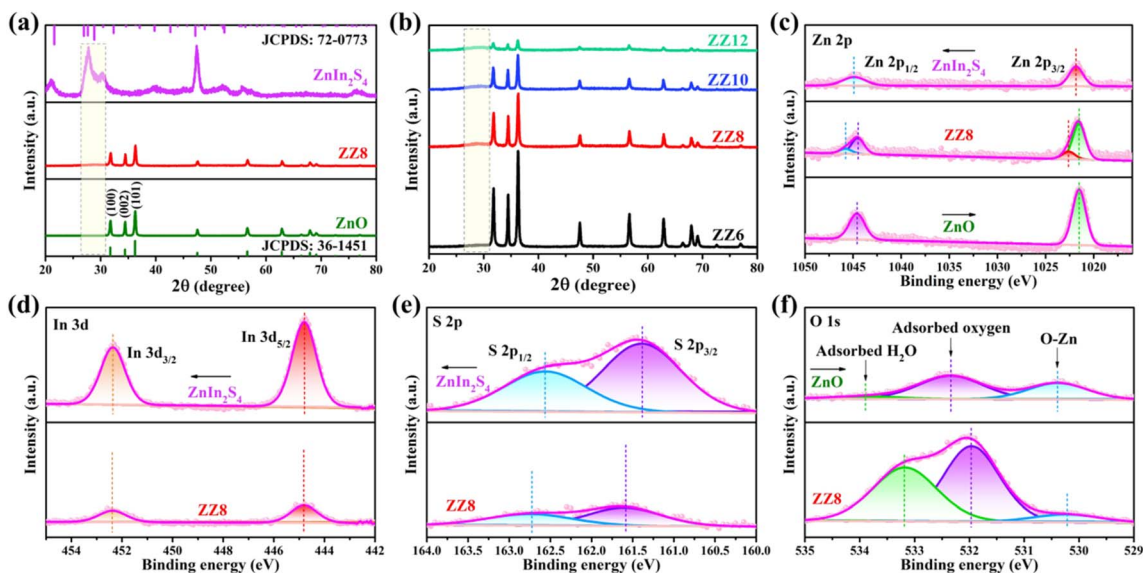 (a)
JCPDS: 72-0773
ZnIn₂S₄
ZZ8
(100)
(002)
(101)
ZnO
JCPDS: 36-1451
Intensity (a.u.)
20 30 40 50 60 70 80
2θ (degree)
(b)
ZZ12
ZZ10
ZZ8
ZZ6
Intensity (a.u.)
20 30 40 50 60 70 80
2θ (degree)
(c)
Zn 2p
Zn 2p₁/₂
ZnIn₂S₄
Zn 2p₃/₂
ZZ8
ZnO
Intensity (a.u.)
1050 1045 1040 1035 1030 1025 1020
Binding energy (eV)
(d)
In 3d
In 3d₃/₂
In 3d₅/₂
ZnIn₂S₄
ZZ8
Intensity (a.u.)
454 452 450 448 446 444 442
Binding energy (eV)
(e)
S 2p
S 2p₁/₂
S 2p₃/₂
ZnIn₂S₄
ZZ8
Intensity (a.u.)
164.0 163.5 163.0 162.5 162.0 161.5 161.0 160.5 160.0
Binding energy (eV)
(f)
O 1s
Adsorbed oxygen
Adsorbed H₂O
O-Zn
ZnO
ZZ8
Intensity (a.u.)
535 534 533 532 531 530 529
Binding energy (eV)